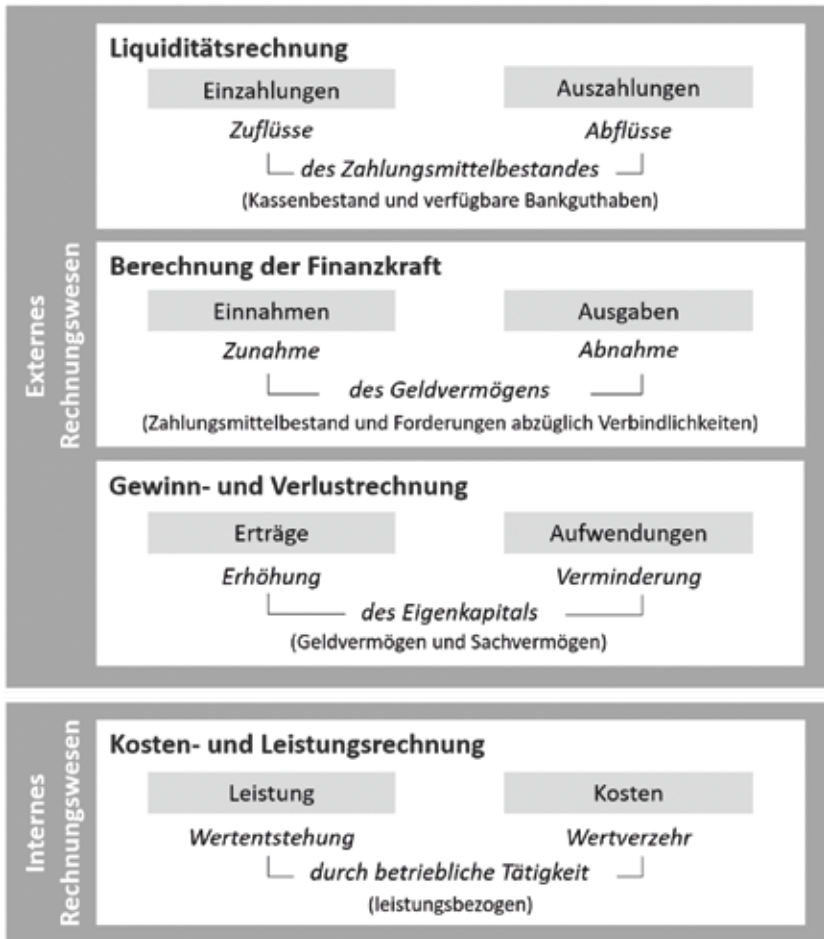 Externes
Rechnungswesen
Liquiditätsrechnung
Einzahlungen Auszahlungen
Zuflüsse Abflüsse
des Zahlungsmittelbestandes
(Kassenbestand und verfügbare Bankguthaben)
Berechnung der Finanzkraft
Einnahmen Ausgaben
Zunahme Abnahme
des Geldvermögens
(Zahlungsmittelbestand und Forderungen abzüglich Verbindlichkeiten)
Gewinn- und Verlustrechnung
Erträge Aufwendungen
Erhöhung Verminderung
des Eigenkapitals
(Geldvermögen und Sachvermögen)
Internes
Rechnungswesen
Kosten- und Leistungsrechnung
Leistung Kosten
Wertentstehung Wertverzehr
durch betriebliche Tätigkeit
(leistungsbezogen)